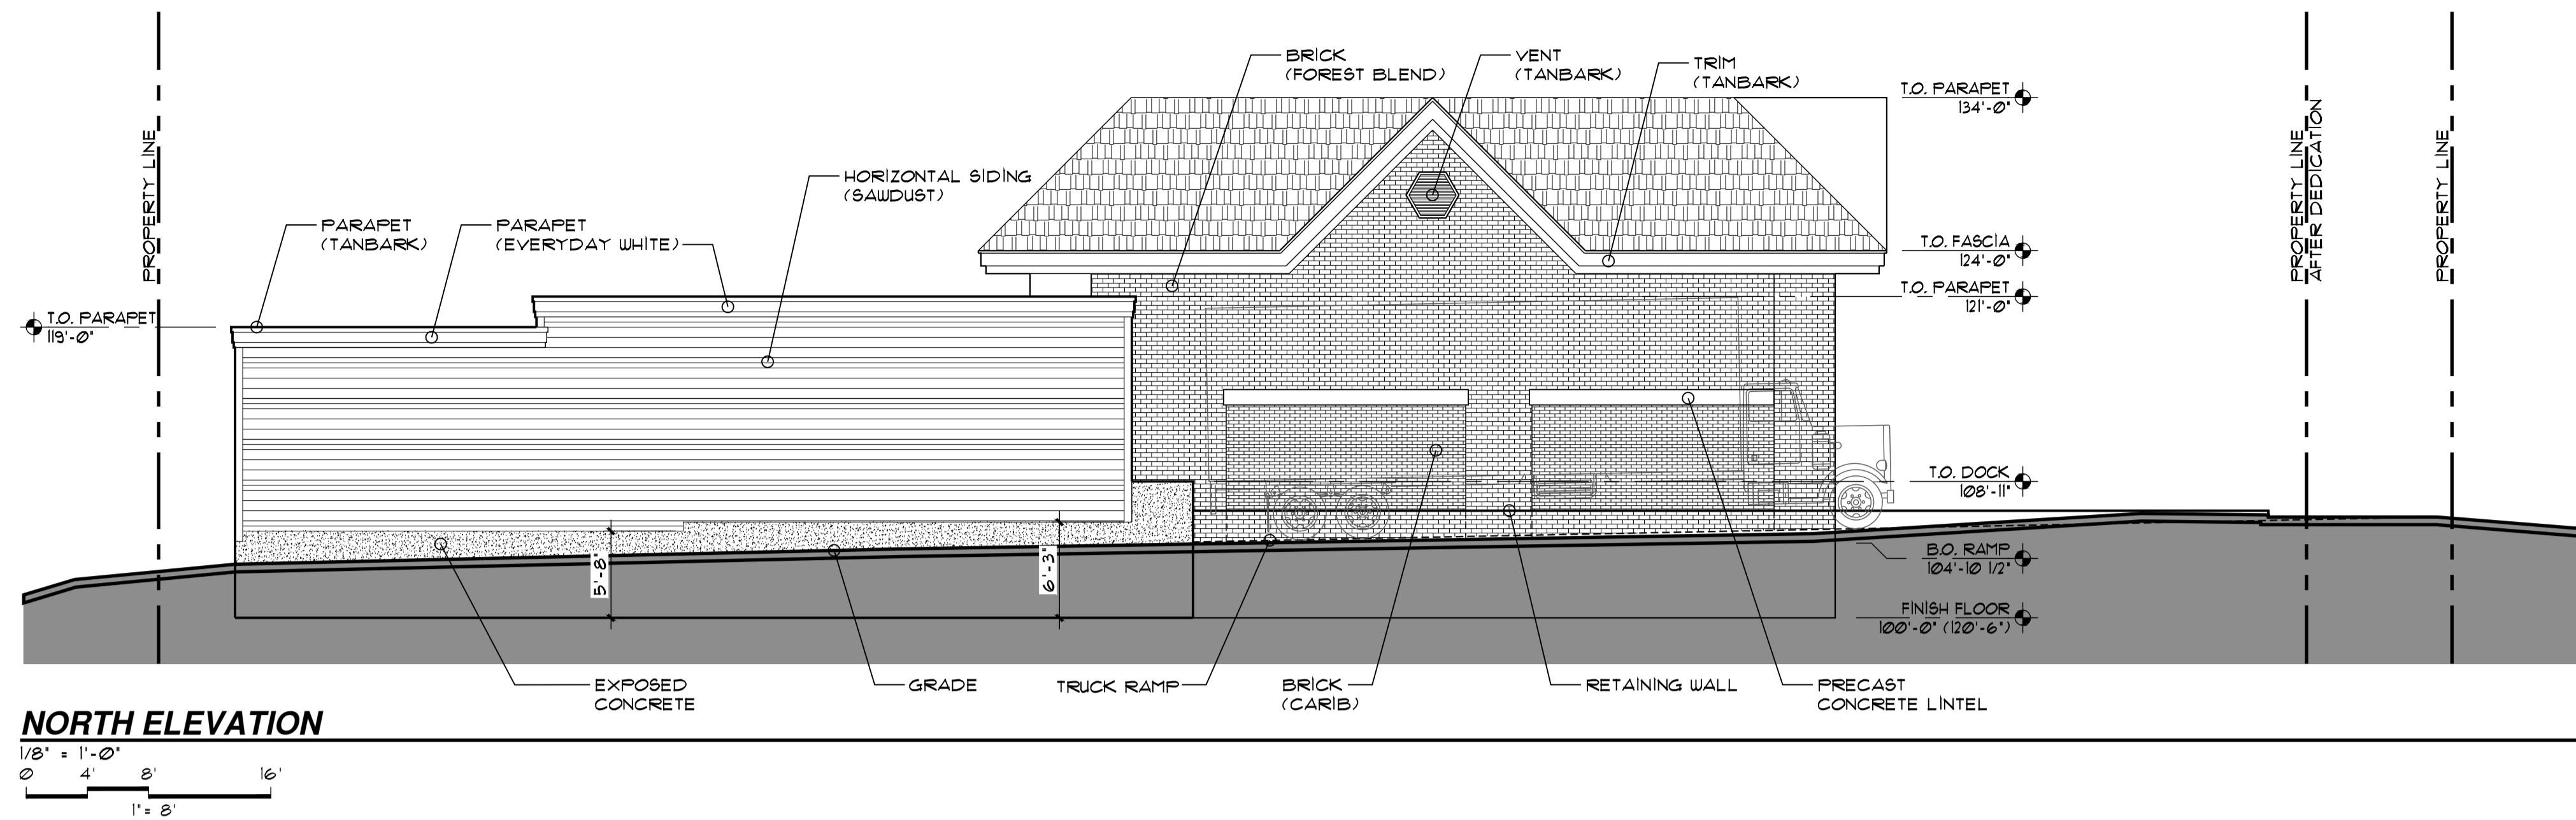 BRICK
(FOREST BLEND)
VENT
(TANBARK)
TRIM
(TANBARK)
T.O. PARAPET
134'-0"
PROPERTY LINE
HORIZONTAL SIDING
(SAWDUST)
PARAPET
(TANBARK)
PARAPET
(EVERYDAY WHITE)
T.O. FASCIA
124'-0"
T.O. PARAPET
121'-0"
PROPERTY LINE
AFTER DEDICATION
PROPERTY LINE
T.O. PARAPET
119'-0"
T.O. DOCK
108'-11"
B.O. RAMP
104'-10 1/2"
FINISH FLOOR
100'-0" (120'-6")
5'-8"
6'-3"
EXPOSED
CONCRETE
GRADE
TRUCK RAMP
BRICK
(CARIB)
RETAINING WALL
PRECAST
CONCRETE LINTEL
NORTH ELEVATION
1/8" = 1'-0"
0 4' 8' 16'
1"= 8'